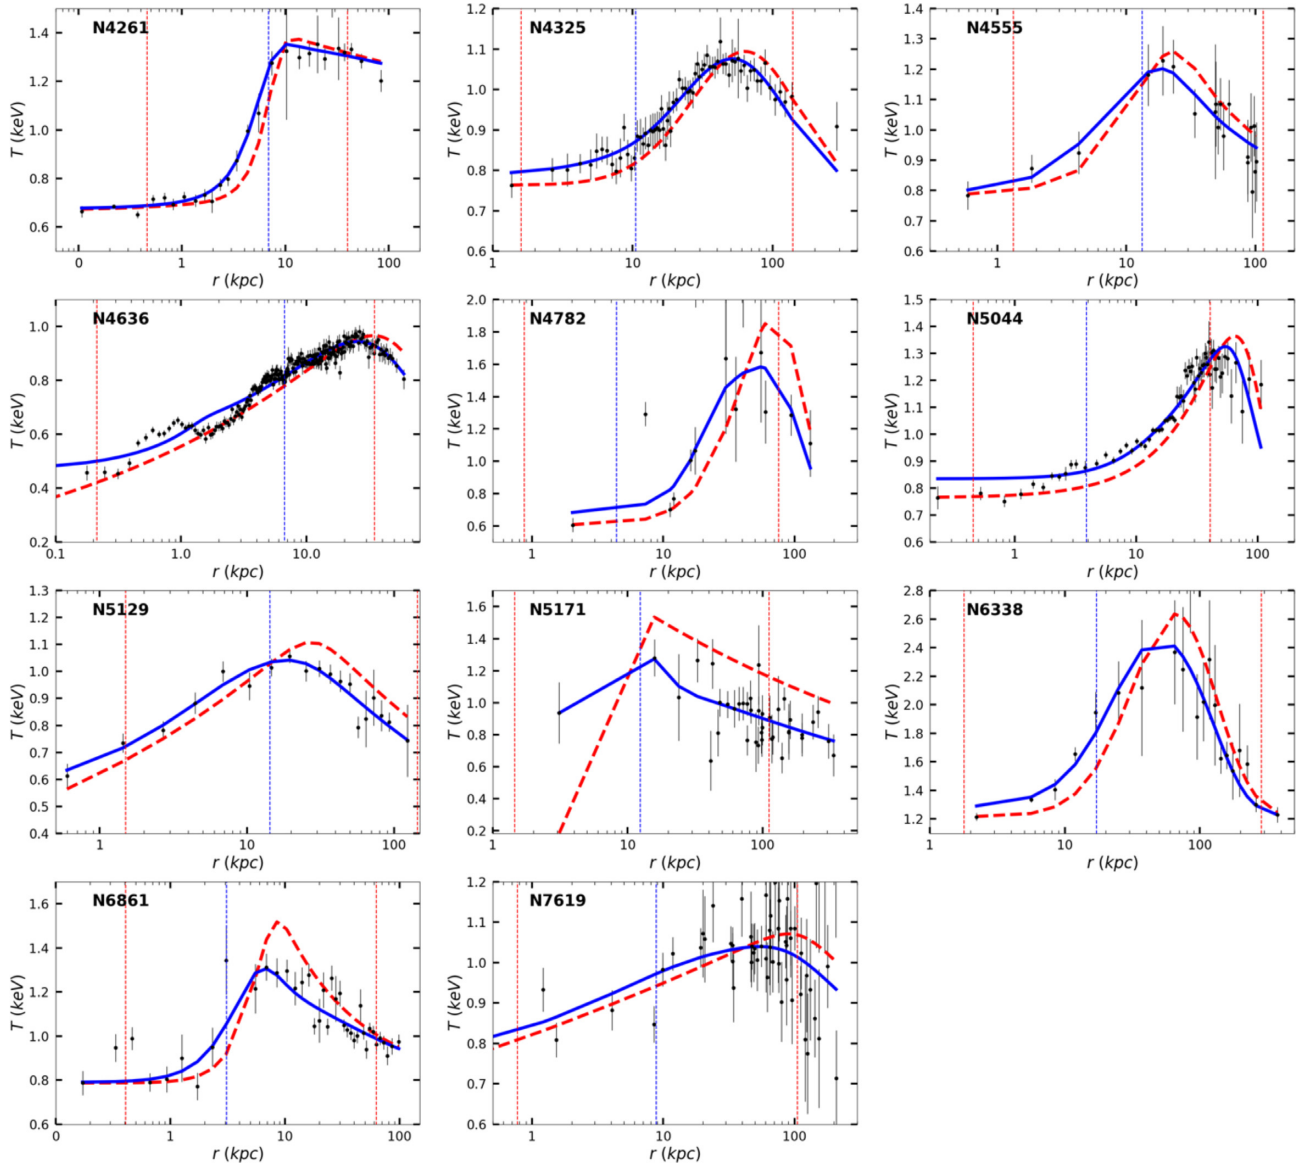 N4261
T (keV)
1.4
1.2
1.0
0.8
0.6
0 1 10 100
r (kpc)
N4325
T (keV)
1.2
1.1
1.0
0.9
0.8
0.7
0.6
1 10 100
r (kpc)
N4555
T (keV)
1.4
1.3
1.2
1.1
1.0
0.9
0.8
0.7
0.6
1 10 100
r (kpc)
N4636
T (keV)
1.0
0.8
0.6
0.4
0.2
0.1 1.0 10.0
r (kpc)
N4782
T (keV)
2.0
1.8
1.6
1.4
1.2
1.0
0.8
0.6
1 10 100
r (kpc)
N5044
T (keV)
1.5
1.4
1.3
1.2
1.1
1.0
0.9
0.8
0.7
0.6
1 10 100
r (kpc)
N5129
T (keV)
1.3
1.2
1.1
1.0
0.9
0.8
0.7
0.6
0.5
0.4
1 10 100
r (kpc)
N5171
T (keV)
1.6
1.4
1.2
1.0
0.8
0.6
0.4
0.2
1 10 100
r (kpc)
N6338
T (keV)
2.8
2.6
2.4
2.2
2.0
1.8
1.6
1.4
1.2
1 10 100
r (kpc)
N6861
T (keV)
1.6
1.4
1.2
1.0
0.8
0.6
0 1 10 100
r (kpc)
N7619
T (keV)
1.2
1.1
1.0
0.9
0.8
0.7
0.6
1 10 100
r (kpc)